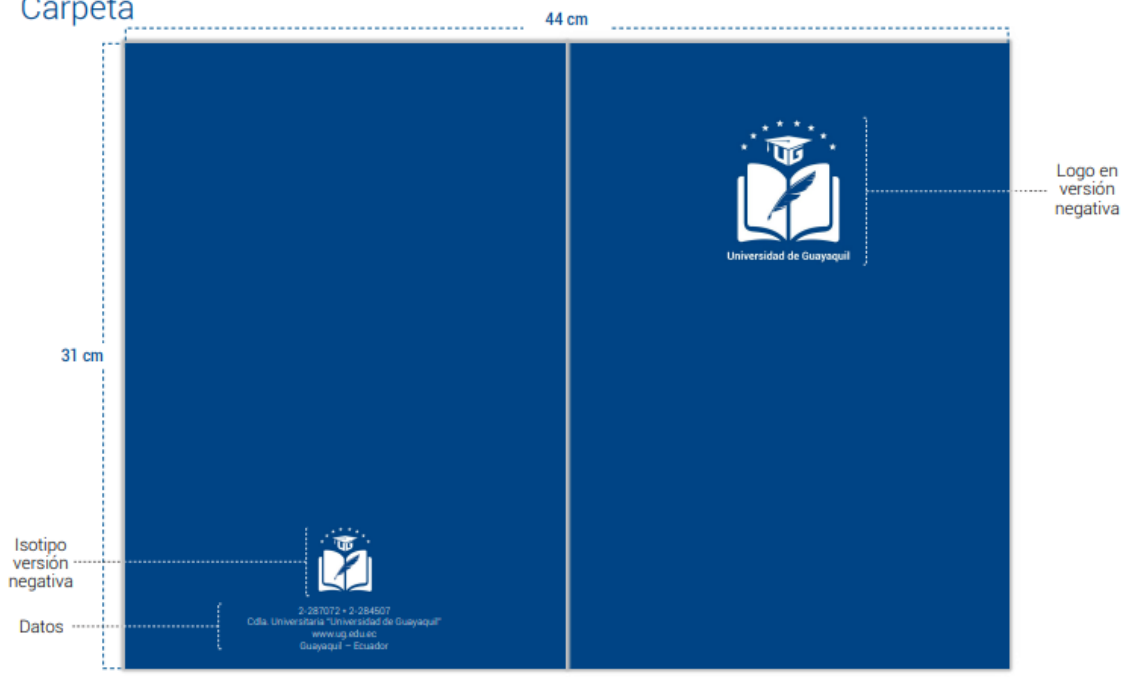 Carpeta
44 cm
UG
Universidad de Guayaquil
Logo en
versión
negativa
31 cm
Isotipo
versión
negativa
UG
Datos
2-287072 • 2-284507
Cdla. Universitaria "Universidad de Guayaquil"
www.ug.edu.ec
Guayaquil – Ecuador